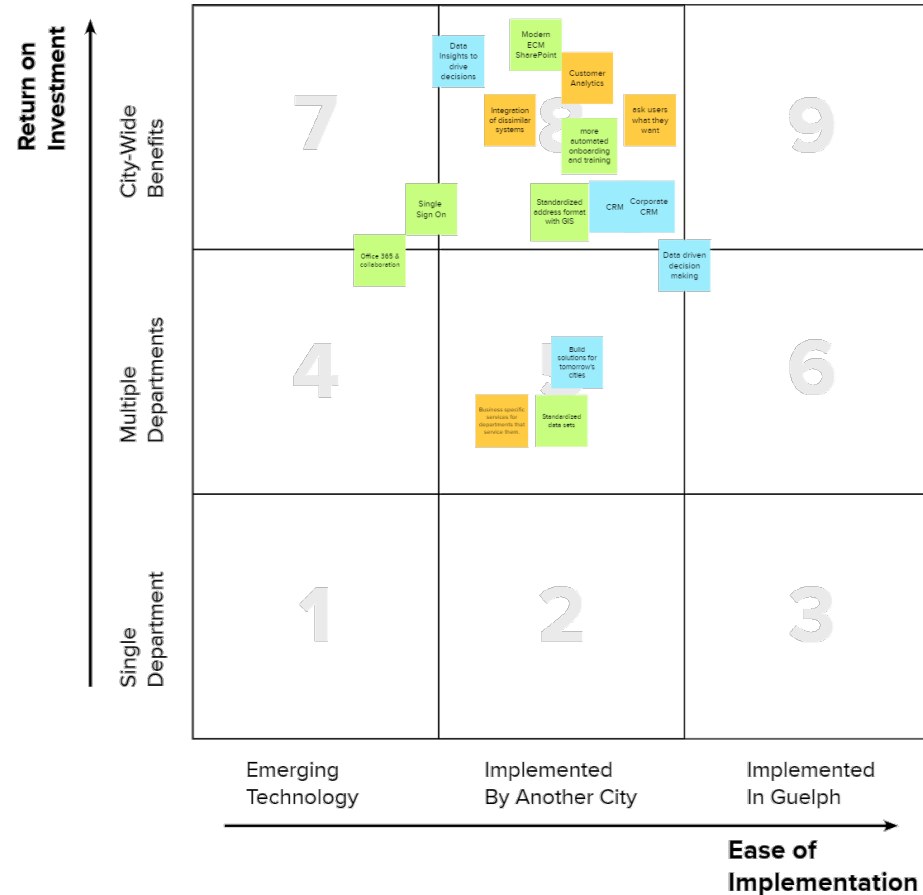 Return on
Investment
City-Wide
Benefits
Multiple
Departments
Single
Department
7
8
9
Data
Insights to
drive
decisions
Modern
ECM
SharePoint
Customer
Analytics
Integration
of dissimilar
systems
ask users
what they
want
more
automated
onboarding
and training
Single
Sign On
Standardized
address format
with GIS
CRM
Corporate
CRM
Office 365 &
collaboration
Data driven
decision
making
4
5
6
Build
solutions for
tomorrow's
cities
Business specific
services for
departments that
service them.
Standardized
data sets
1
2
3
Emerging
Technology
Implemented
By Another City
Implemented
In Guelph
Ease of
Implementation